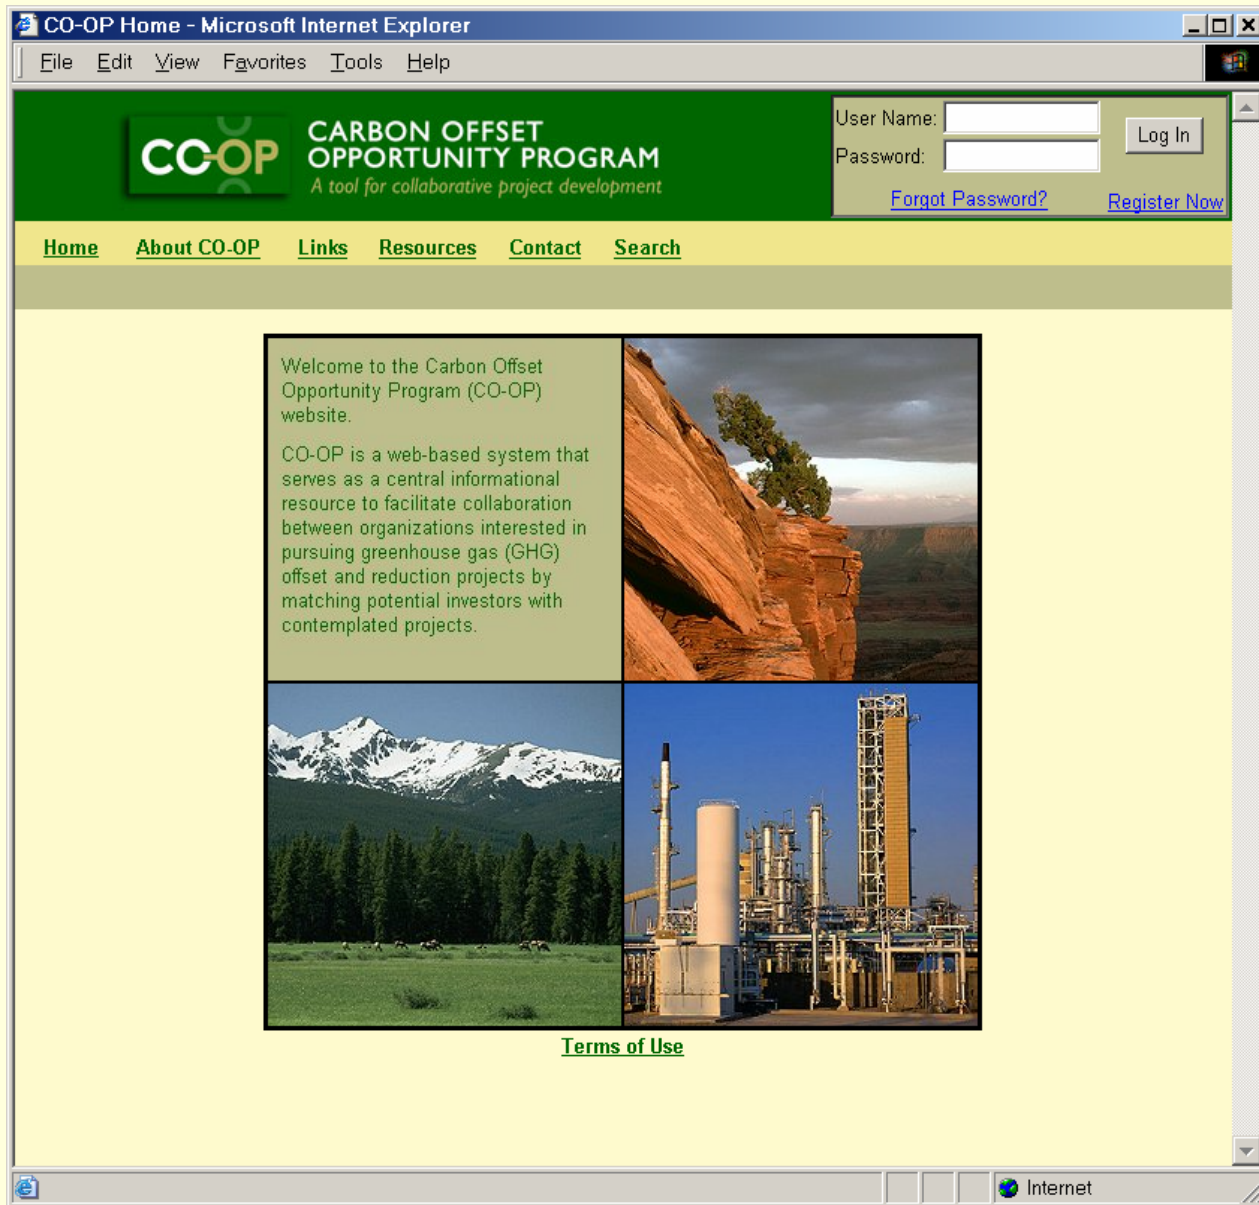 CO-OP Home - Microsoft Internet Explorer
File Edit View Favorites Tools Help
CO-OP
CARBON OFFSET
OPPORTUNITY PROGRAM
A tool for collaborative project development
User Name:
Password:
Log In
Forgot Password?
Register Now
Home About CO-OP Links Resources Contact Search
Welcome to the Carbon Offset
Opportunity Program (CO-OP)
website.
CO-OP is a web-based system that
serves as a central informational
resource to facilitate collaboration
between organizations interested in
pursuing greenhouse gas (GHG)
offset and reduction projects by
matching potential investors with
contemplated projects.
Terms of Use
Internet